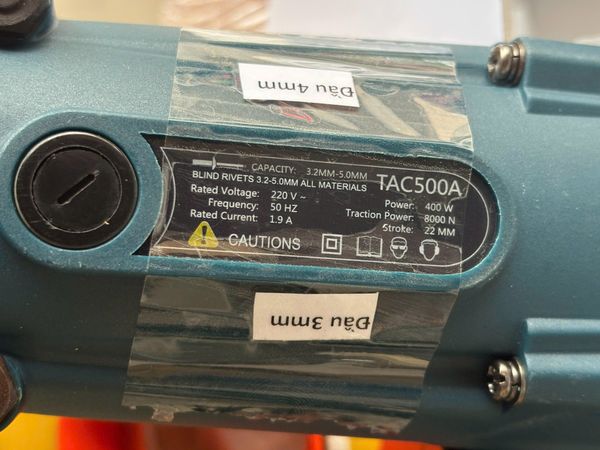 Đầu 4mm
CAPACITY: 3.2MM-5.0MM
BLIND RIVETS 3.2-5.0MM ALL MATERIALS
TAC500A
Rated Voltage: 220 V ~
Frequency: 50 HZ
Rated Current: 1.9 A
Power: 400 W
Traction Power: 8000 N
Stroke: 22 MM
CAUTIONS
Đầu 3mm